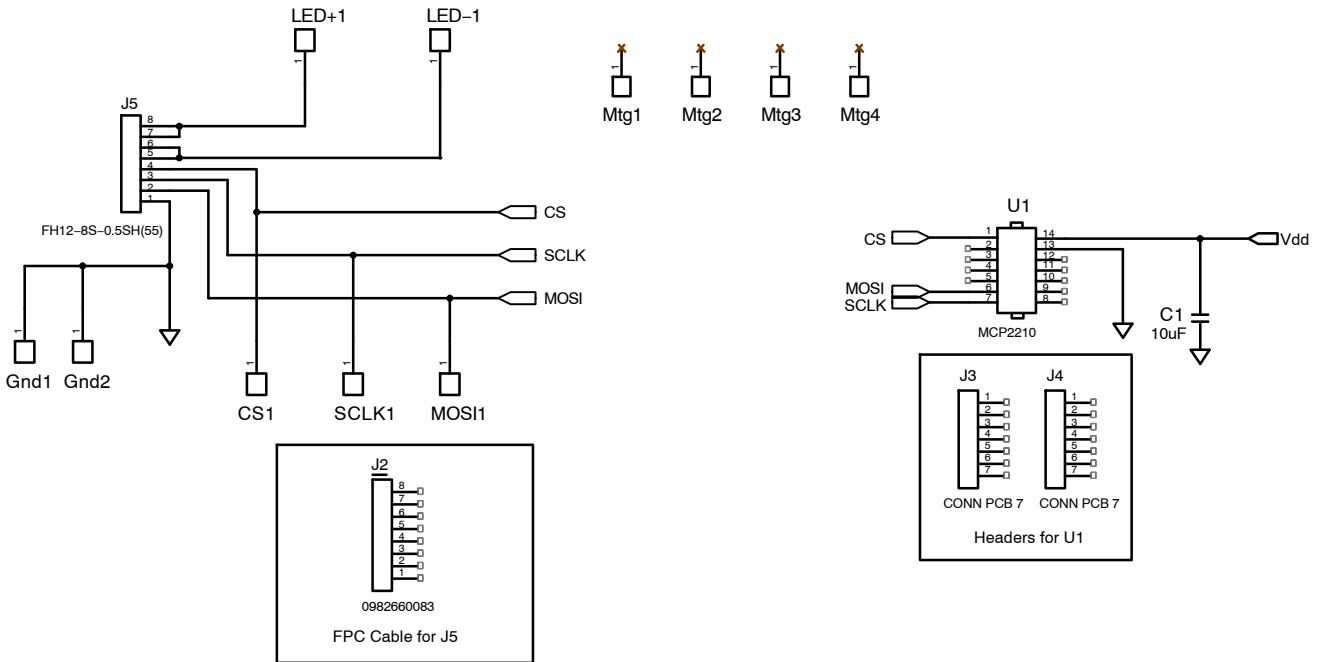 LED+1
LED−1
1
1
J5
8
7
6
5
4
3
2
1
FH12−8S−0.5SH(55)
1
1
1
1
Mtg1
Mtg2
Mtg3
Mtg4
CS
SCLK
MOSI
1
1
Gnd1
Gnd2
1
1
1
CS1
SCLK1
MOSI1
J2
8
7
6
5
4
3
2
1
0982660083
FPC Cable for J5
U1
CS
MOSI
SCLK
1
2
3
4
5
6
7
14
13
12
11
10
9
8
MCP2210
Vdd
C1
10uF
J3
1
2
3
4
5
6
7
CONN PCB 7
J4
1
2
3
4
5
6
7
CONN PCB 7
Headers for U1